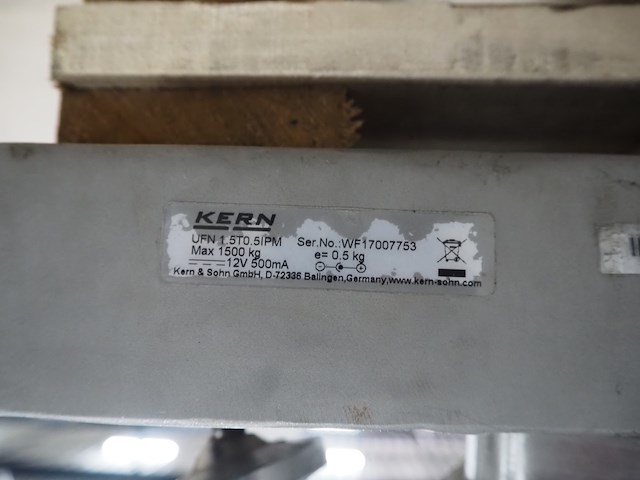 KERN
UFN 1.5T0.5IPM Ser.No.:WF17007753
Max 1500 kg e= 0.5 kg
12V 500mA
Kern & Sohn GmbH, D-72336 Balingen,Germany,www.kern-sohn.com